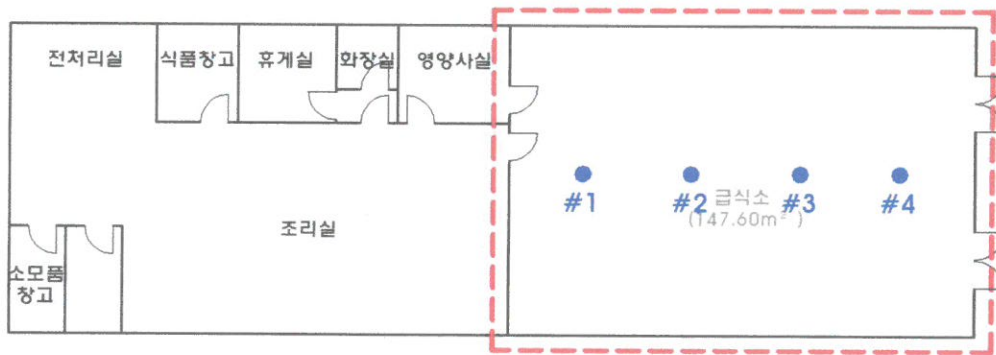 전처리실
식품창고
휴게실
화장실
영양사실
#1
#2
급식소
(147.60m²)
#3
#4
조리실
소모품
창고